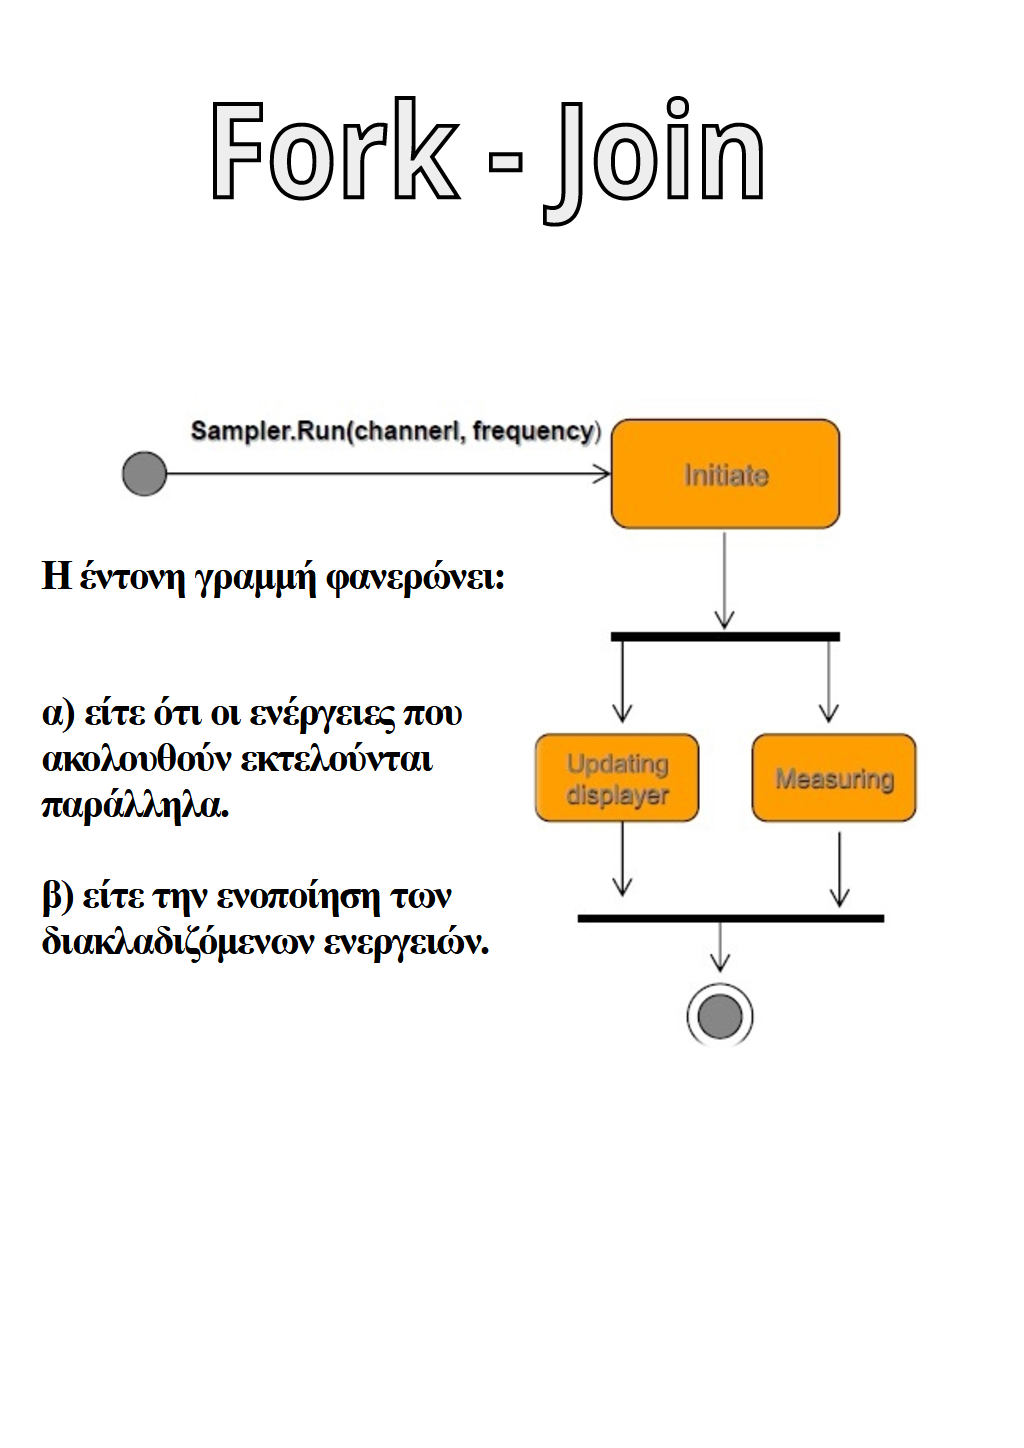 Fork - Join
Sampler.Run(channerl, frequency)
Initiate
Η έντονη γραμμή φανερώνει:
α) είτε ότι οι ενέργειες που
ακολουθούν εκτελούνται
παράλληλα.
β) είτε την ενοποίηση των
διακλαδιζόμενων ενεργειών.
Updating
displayer
Measuring